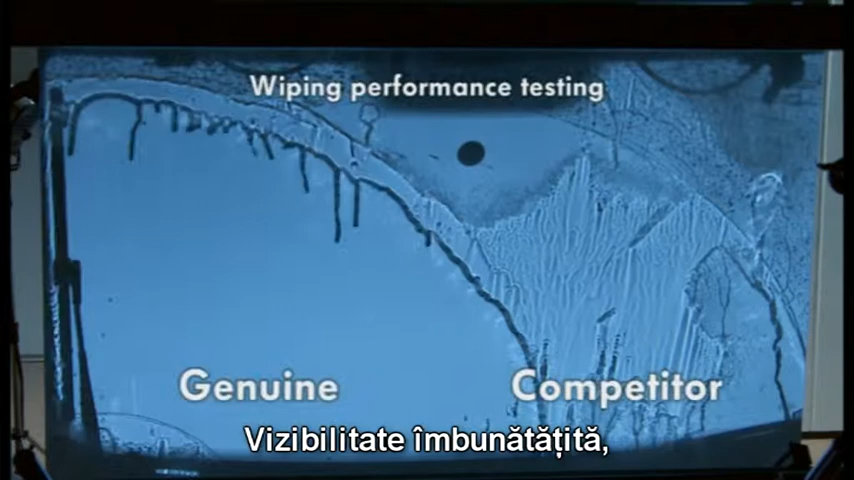 Wiping performance testing
Genuine
Competitor
Vizibilitate îmbunătățită,